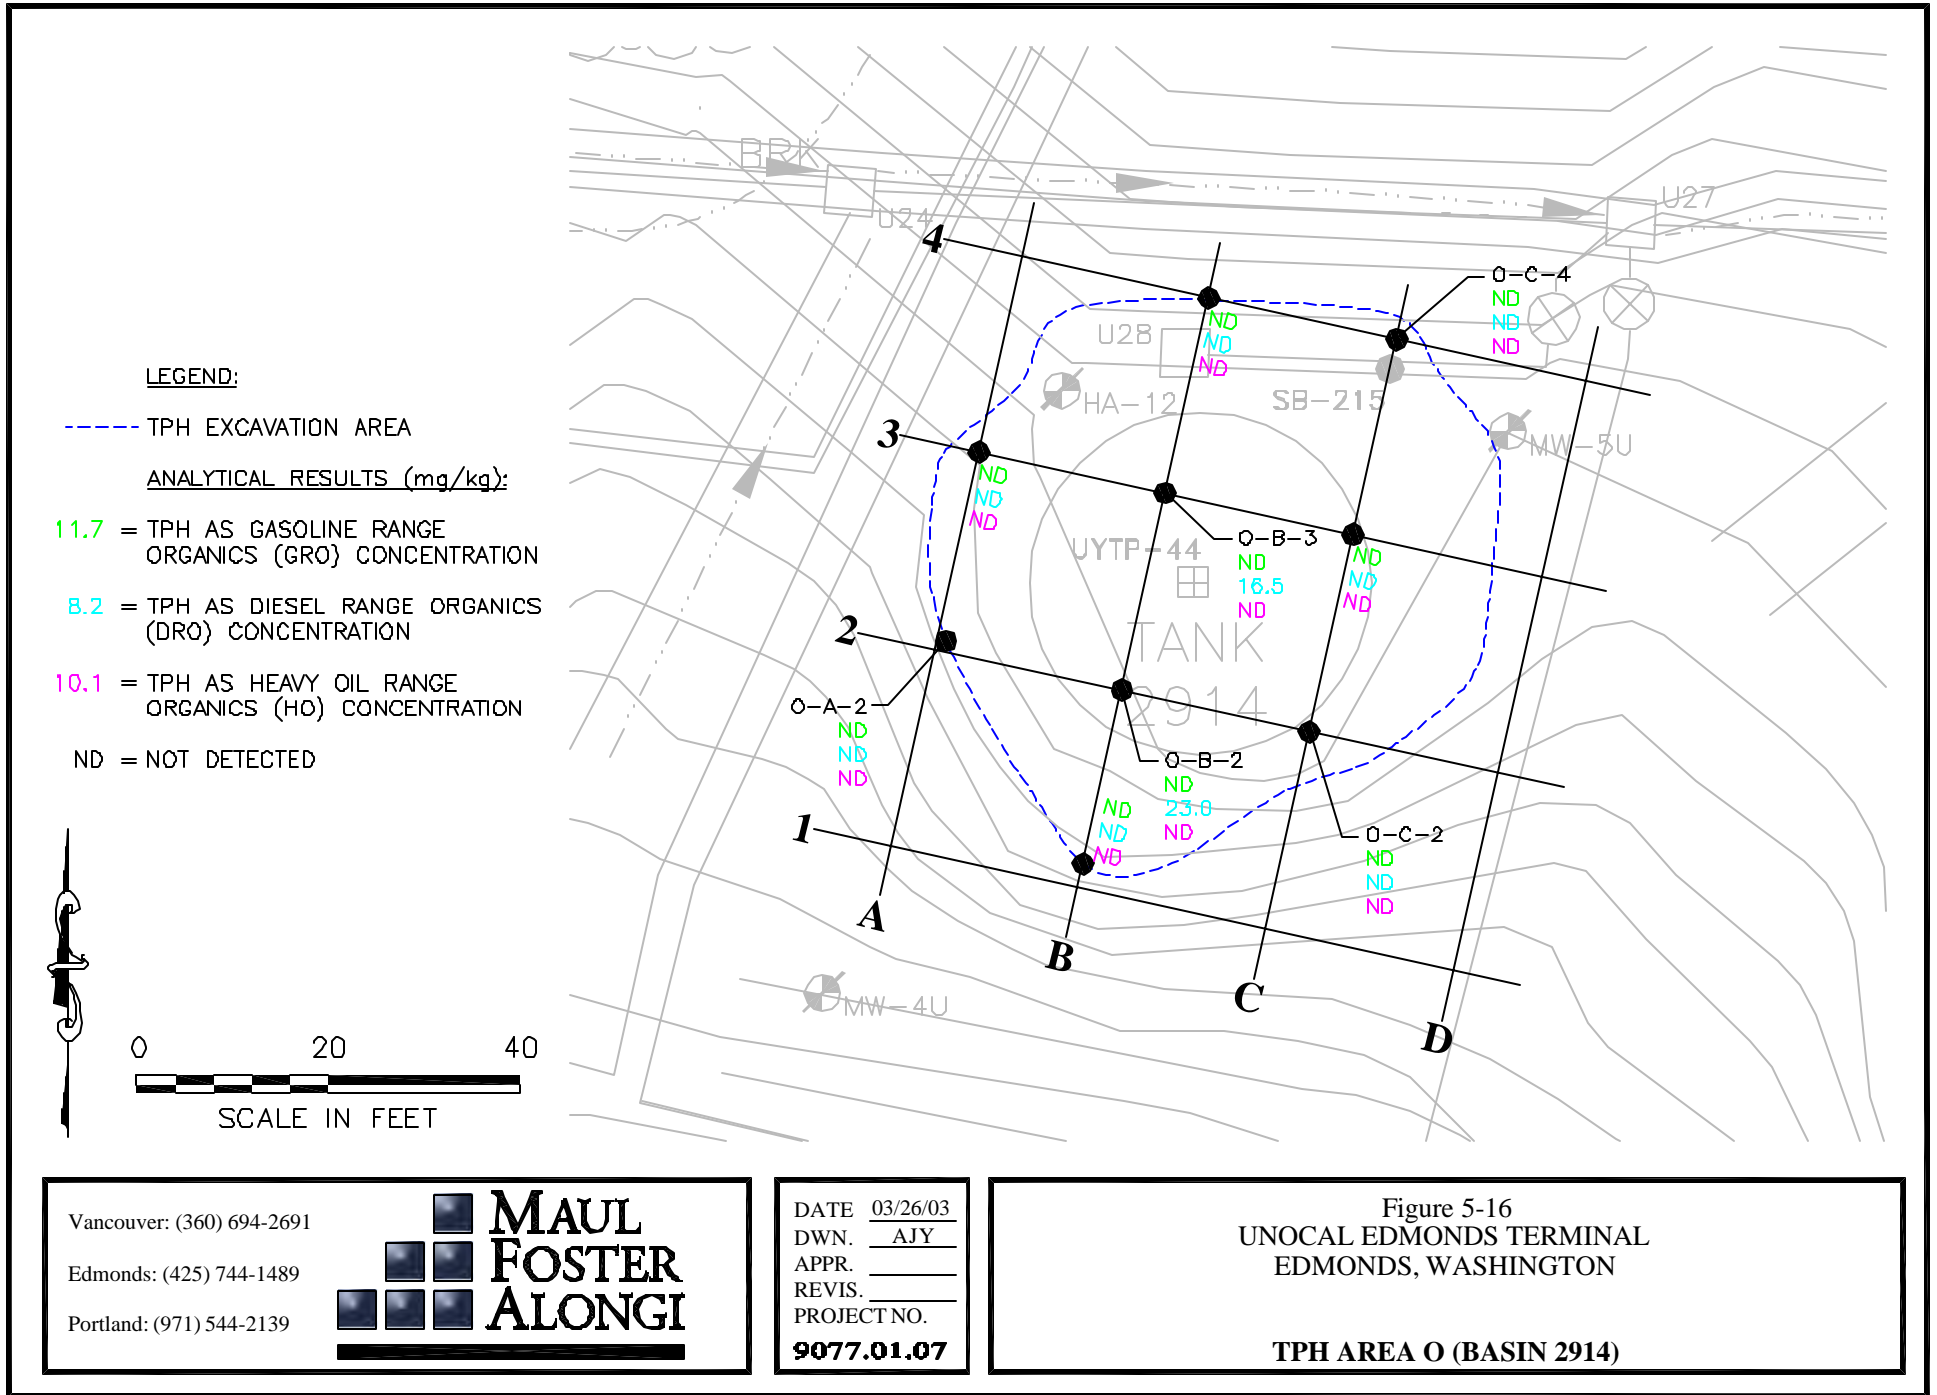 BRK
U24
U27
4
O-C-4
ND
ND
ND
ND
ND
ND
U28
HA-12
SB-215
MW-5U
3
ND
ND
ND
UYTP-44
O-B-3
ND
16.5
ND
ND
ND
ND
2
TANK
2914
O-A-2
ND
ND
ND
O-B-2
ND
23.0
ND
ND
ND
ND
1
O-C-2
ND
ND
ND
A
B
C
D
MW-4U
LEGEND:
TPH EXCAVATION AREA
ANALYTICAL RESULTS (mg/kg):
11.7 = TPH AS GASOLINE RANGE
ORGANICS (GRO) CONCENTRATION
8.2 = TPH AS DIESEL RANGE ORGANICS
(DRO) CONCENTRATION
10.1 = TPH AS HEAVY OIL RANGE
ORGANICS (HO) CONCENTRATION
ND = NOT DETECTED
0 20 40
SCALE IN FEET
Vancouver: (360) 694-2691
Edmonds: (425) 744-1489
Portland: (971) 544-2139
MAUL
FOSTER
ALONGI
DATE 03/26/03
DWN. AJY
APPR.
REVIS.
PROJECT NO.
9077.01.07
Figure 5-16
UNOCAL EDMONDS TERMINAL
EDMONDS, WASHINGTON
TPH AREA O (BASIN 2914)